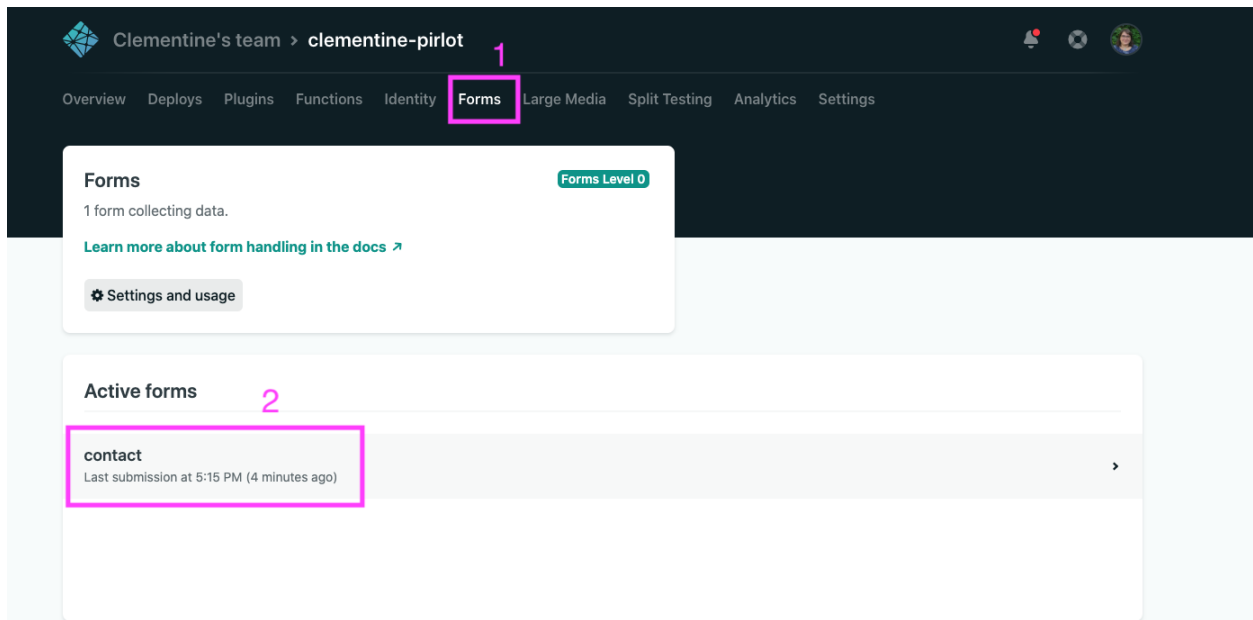 Clementine's team > clementine-pirlot
1
Overview Deploys Plugins Functions Identity Forms Large Media Split Testing Analytics Settings
Forms Forms Level 0
1 form collecting data.
Learn more about form handling in the docs ↗
Settings and usage
Active forms
2
contact
Last submission at 5:15 PM (4 minutes ago)